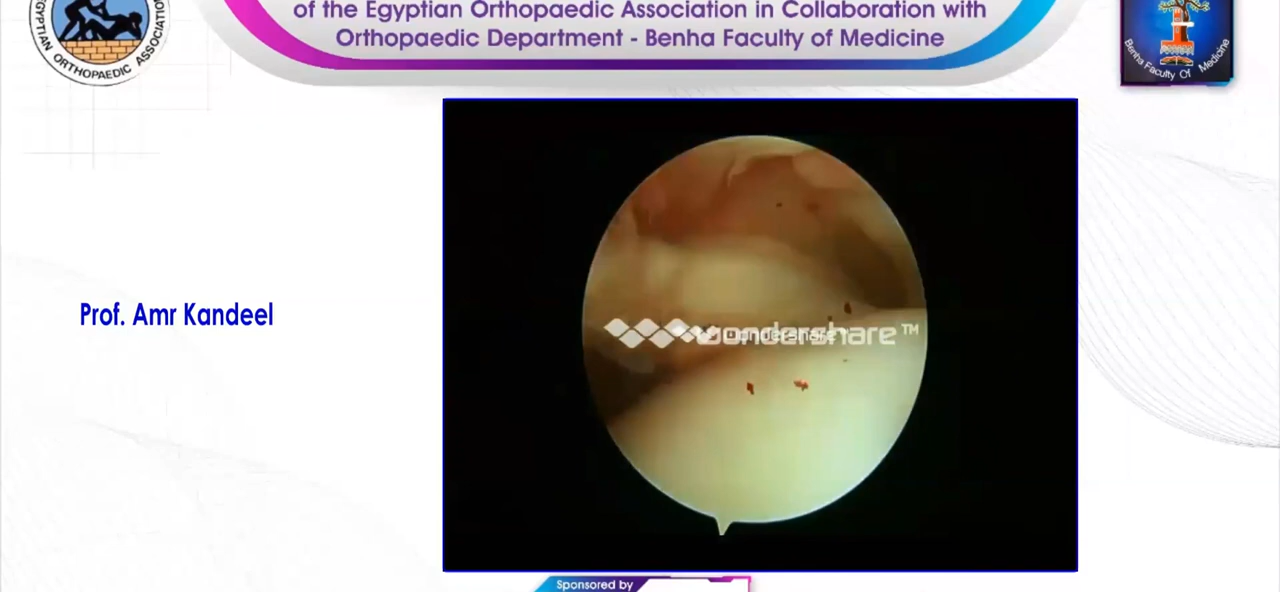 of the Egyptian Orthopaedic Association in Collaboration with
Orthopaedic Department - Benha Faculty of Medicine
EGYPTIAN ORTHOPAEDIC ASSOCIATION
Benha Faculty Of Medicine
Prof. Amr Kandeel
wondershare™
wondershare
Sponsored by